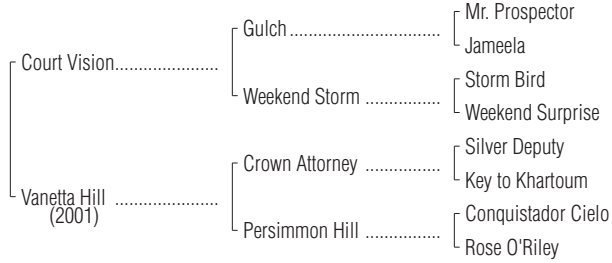 Mr. Prospector
Gulch
Jameela
Court Vision
Storm Bird
Weekend Storm
Weekend Surprise
Silver Deputy
Crown Attorney
Key to Khartoum
Vanetta Hill
(2001)
Conquistador Cielo
Persimmon Hill
Rose O'Riley